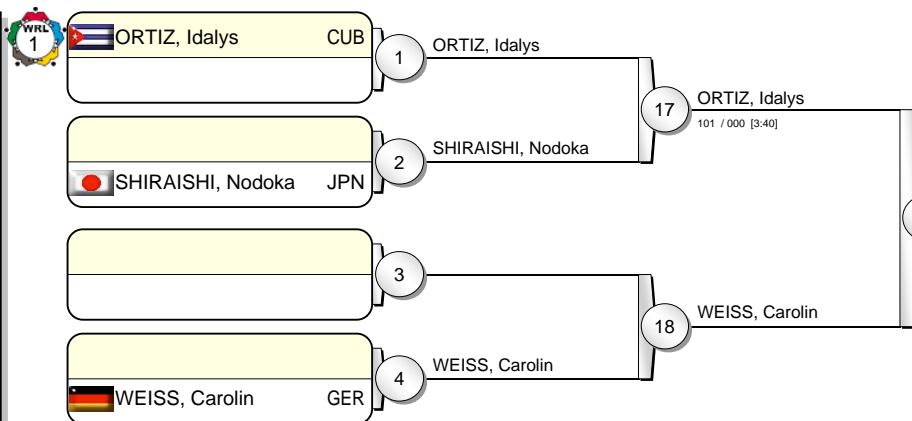 WRL
1
ORTIZ, Idalys CUB
1
ORTIZ, Idalys
17
ORTIZ, Idalys
101 / 000 [3:40]
2
SHIRAISHI, Nodoka
SHIRAISHI, Nodoka JPN
3
18
WEISS, Carolin
4
WEISS, Carolin
WEISS, Carolin GER